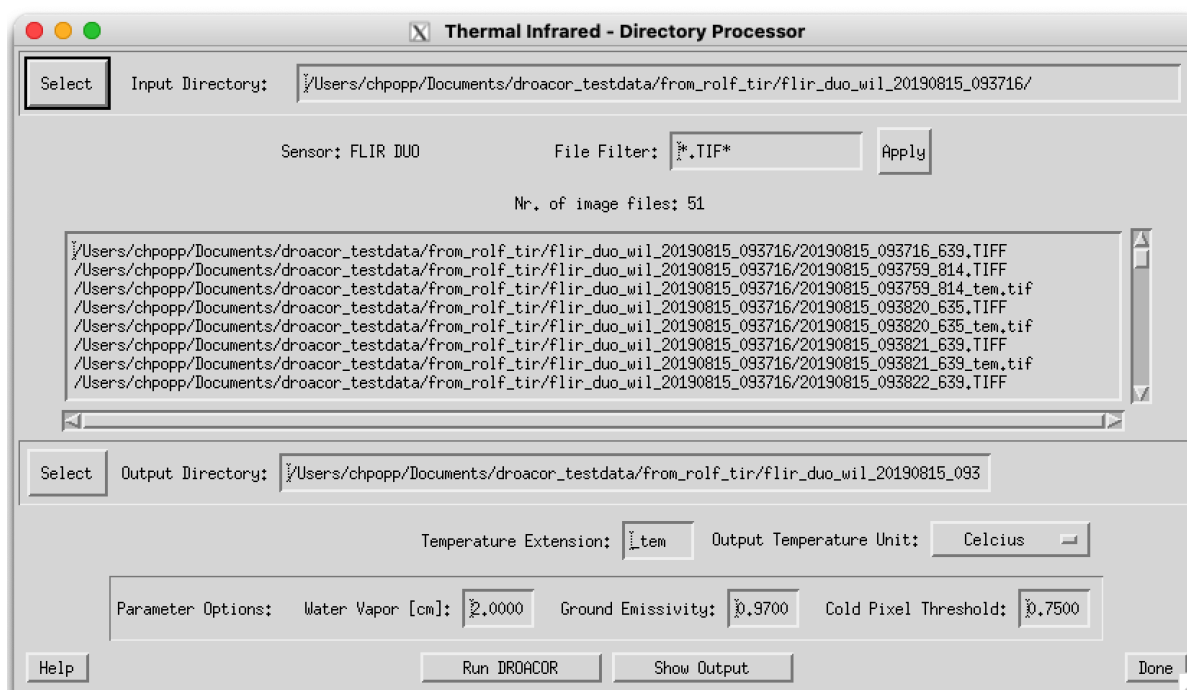 Thermal Infrared - Directory Processor
Select Input Directory: /Users/chpopp/Documents/droacor_testdata/from_rolf_tir/flir_duo_wil_20190815_093716/
Sensor: FLIR DUO File Filter: *.TIF* Apply
Nr. of image files: 51
/Users/chpopp/Documents/droacor_testdata/from_rolf_tir/flir_duo_wil_20190815_093716/20190815_093716_639.TIFF
/Users/chpopp/Documents/droacor_testdata/from_rolf_tir/flir_duo_wil_20190815_093716/20190815_093759_814.TIFF
/Users/chpopp/Documents/droacor_testdata/from_rolf_tir/flir_duo_wil_20190815_093716/20190815_093759_814_tem.tif
/Users/chpopp/Documents/droacor_testdata/from_rolf_tir/flir_duo_wil_20190815_093716/20190815_093820_635.TIFF
/Users/chpopp/Documents/droacor_testdata/from_rolf_tir/flir_duo_wil_20190815_093716/20190815_093820_635_tem.tif
/Users/chpopp/Documents/droacor_testdata/from_rolf_tir/flir_duo_wil_20190815_093716/20190815_093821_639.TIFF
/Users/chpopp/Documents/droacor_testdata/from_rolf_tir/flir_duo_wil_20190815_093716/20190815_093821_639_tem.tif
/Users/chpopp/Documents/droacor_testdata/from_rolf_tir/flir_duo_wil_20190815_093716/20190815_093822_639.TIFF
Select Output Directory: /Users/chpopp/Documents/droacor_testdata/from_rolf_tir/flir_duo_wil_20190815_093
Temperature Extension: _tem Output Temperature Unit: Celcius
Parameter Options: Water Vapor [cm]: 2.0000 Ground Emissivity: 0.9700 Cold Pixel Threshold: 0.7500
Help Run DROACOR Show Output Done